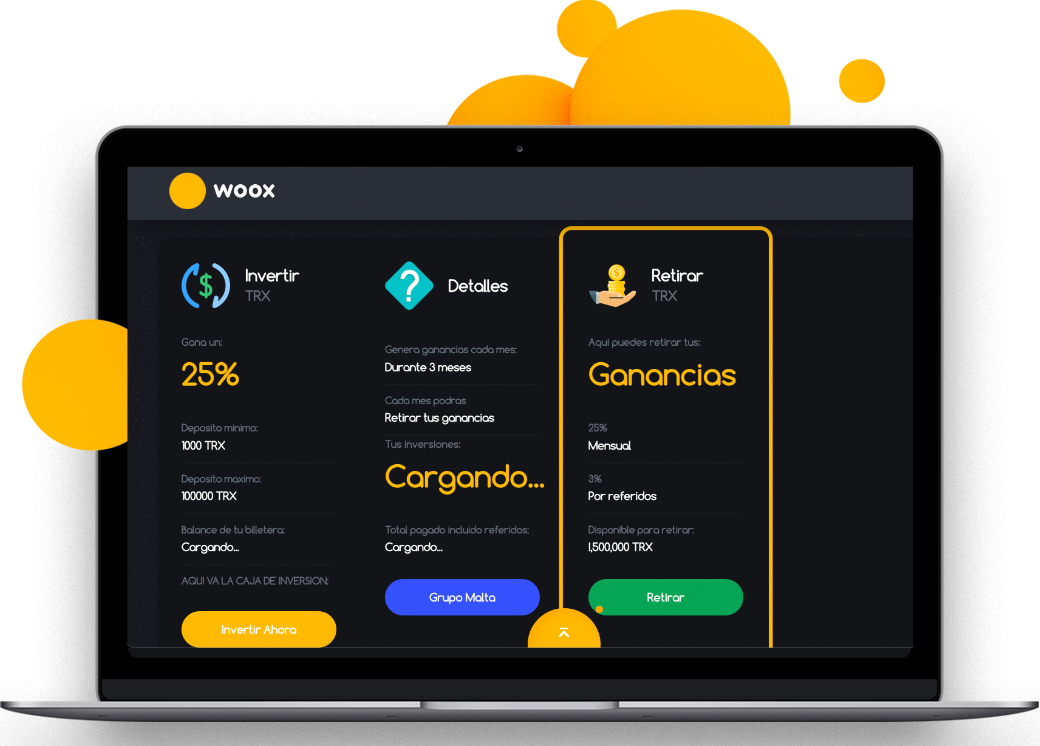 woox
Invertir
TRX
Gana un:
25%
Deposito minimo:
1000 TRX
Deposito maximo:
100000 TRX
Balance de tu billetera:
Cargando...
AQUI VA LA CAJA DE INVERSION:
Invertir Ahora
Detalles
Genera ganancias cada mes:
Durante 3 meses
Cada mes podras
Retirar tus ganancias
Tus inversiones:
Cargando...
Total pagado incluido referidos:
Cargando...
Grupo Malta
Retirar
TRX
Aqui puedes retirar tus:
Ganancias
25%
Mensual
3%
Por referidos
Disponible para retirar:
1,500,000 TRX
Retirar